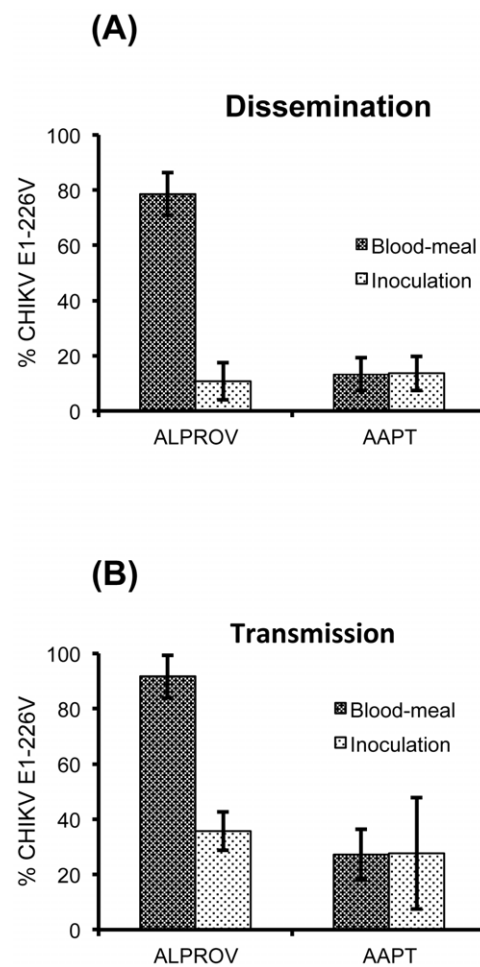 (A)
Dissemination
100
80
60
40
20
0
% CHIKV E1-226V
Blood-meal
Inoculation
ALPROV AAPT
(B)
Transmission
100
80
60
40
20
0
% CHIKV E1-226V
Blood-meal
Inoculation
ALPROV AAPT